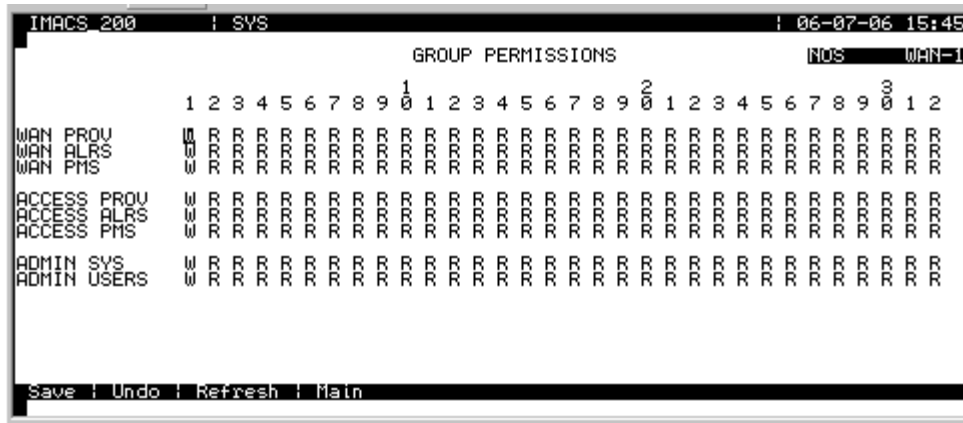 IMACS_200 | SYS | 06-07-06 15:45
GROUP PERMISSIONS NOS WAN-1
1 2 3
1 2 3 4 5 6 7 8 9 0 1 2 3 4 5 6 7 8 9 0 1 2 3 4 5 6 7 8 9 0 1 2
WAN PROV W R R R R R R R R R R R R R R R R R R R R R R R R R R R R R R R
WAN ALRS W R R R R R R R R R R R R R R R R R R R R R R R R R R R R R R R
WAN PMS W R R R R R R R R R R R R R R R R R R R R R R R R R R R R R R R
ACCESS PROV W R R R R R R R R R R R R R R R R R R R R R R R R R R R R R R R
ACCESS ALRS W R R R R R R R R R R R R R R R R R R R R R R R R R R R R R R R
ACCESS PMS W R R R R R R R R R R R R R R R R R R R R R R R R R R R R R R R
ADMIN SYS W R R R R R R R R R R R R R R R R R R R R R R R R R R R R R R R
ADMIN USERS W R R R R R R R R R R R R R R R R R R R R R R R R R R R R R R R
Save | Undo | Refresh | Main